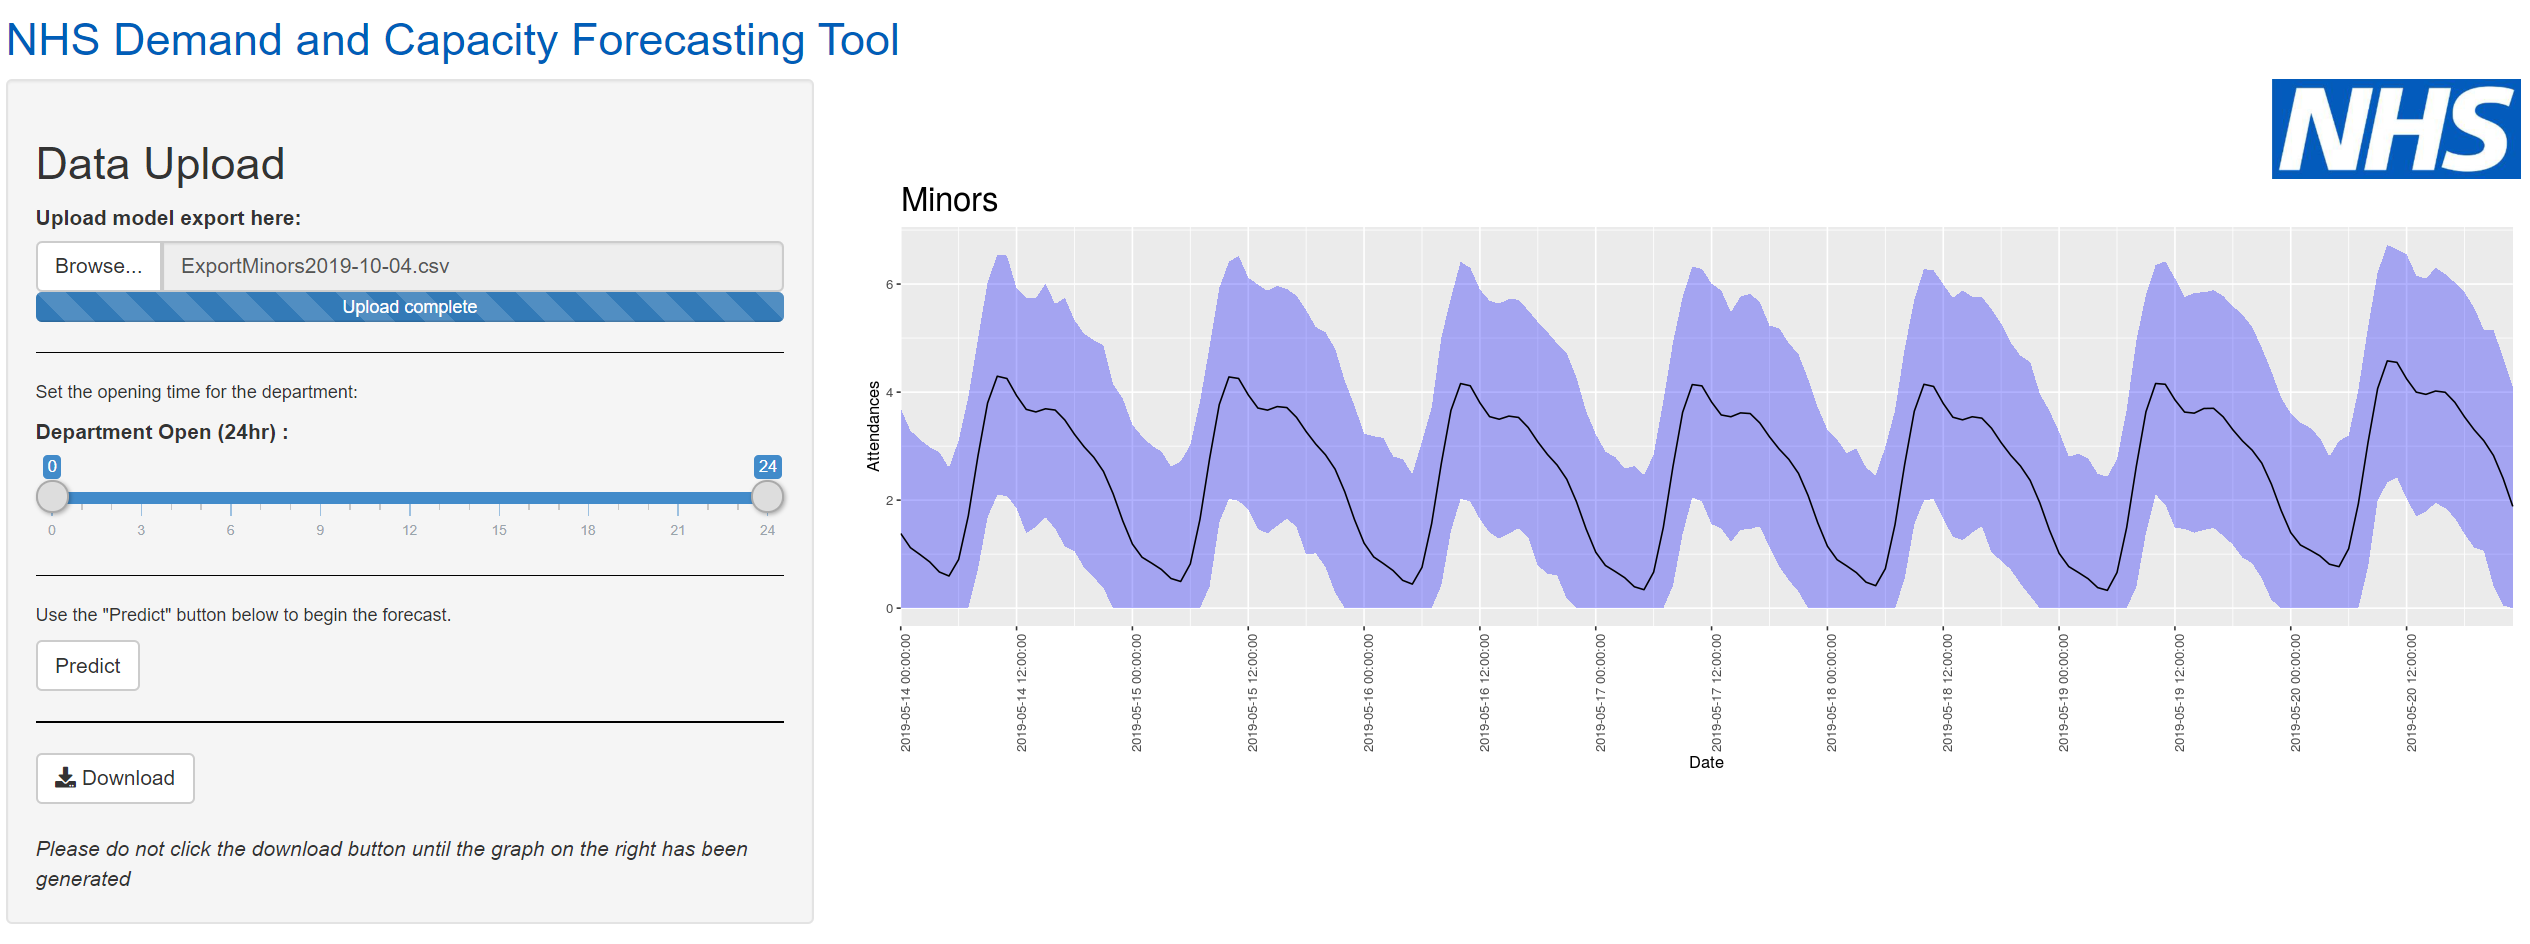 NHS Demand and Capacity Forecasting Tool
Data Upload
Upload model export here:
Browse...
ExportMinors2019-10-04.csv
Upload complete
Set the opening time for the department:
Department Open (24hr) :
0
24
0
3
6
9
12
15
18
21
24
Use the "Predict" button below to begin the forecast.
Predict
Download
Please do not click the download button until the graph on the right has been
generated
NHS
Minors
Attendances
6
4
2
0
2019-05-14 00:00:00
2019-05-14 12:00:00
2019-05-15 00:00:00
2019-05-15 12:00:00
2019-05-16 00:00:00
2019-05-16 12:00:00
2019-05-17 00:00:00
2019-05-17 12:00:00
2019-05-18 00:00:00
2019-05-18 12:00:00
2019-05-19 00:00:00
2019-05-19 12:00:00
2019-05-20 00:00:00
2019-05-20 12:00:00
Date